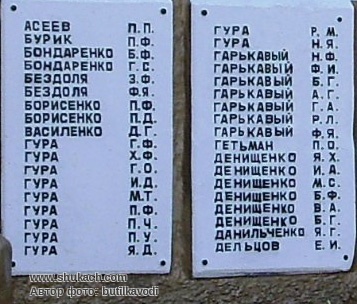 АСЕЕВ П.П.
БУРИК П.Ф.
БОНДАРЕНКО Б.Ф.
БОНДАРЕНКО Г.С.
БЕЗДОЛЯ З.Ф.
БЕЗДОЛЯ Ф.Я.
БОРИСЕНКО П.Ф.
БОРИСЕНКО П.Д.
ВАСИЛЕНКО Д.Г.
ГУРА Г.Ф.
ГУРА Х.Ф.
ГУРА Г.О.
ГУРА И.Д.
ГУРА М.Т.
ГУРА П.Ф.
ГУРА П.Ч.
ГУРА П.У.
ГУРА Я.Д.
ГУРА Р.М.
ГУРА Н.Я.
ГАРЬКАВЫЙ Н.Ф.
ГАРЬКАВЫЙ Ф.И.
ГАРЬКАВЫЙ Б.Г.
ГАРЬКАВЫЙ А.Г.
ГАРЬКАВЫЙ Г.А.
ГАРЬКАВЫЙ Р.Л.
ГАРЬКАВЫЙ Ф.Я.
ГЕТЬМАН П.О.
ДЕНИЩЕНКО Я.Х.
ДЕНИЩЕНКО И.А.
ДЕНИЩЕНКО М.С.
ДЕНИЩЕНКО Б.Ф.
ДЕНИЩЕНКО В.А.
ДЕНИЩЕНКО Б.Г.
ДАНИЛЬЧЕНКО Я.Г.
ДЕЛЬЦОВ Е.И.
www.shukach.com
Автор фото: butilkavodi